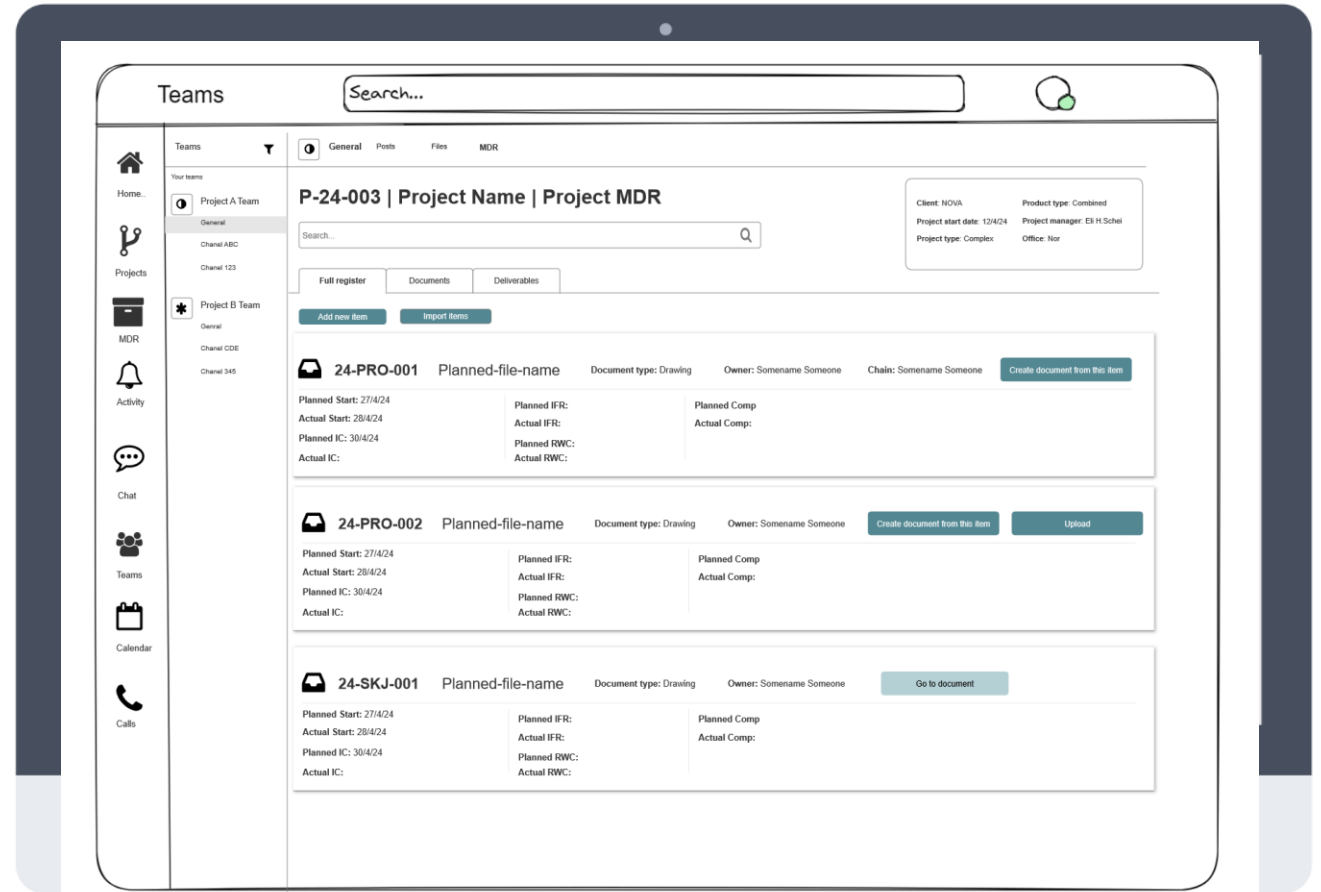 Teams
Search...
Home..
Projects
MDR
Activity
Chat
Teams
Calendar
Calls
Teams
Your teams
Project A Team
General
Chanel ABC
Chanel 123
Project B Team
Genral
Chanel CDE
Chanel 345
General Posts Files MDR
P-24-003 | Project Name | Project MDR
Search...
Client: NOVA Product type: Combined
Project start date: 12/4/24 Project manager: Eli H.Schei
Project type: Complex Office: Nor
Full register Documents Deliverables
Add new item Import items
24-PRO-001 Planned-file-name Document type: Drawing Owner: Somename Someone Chain: Somename Someone Create document from this item
Planned Start: 27/4/24
Actual Start: 28/4/24
Planned IC: 30/4/24
Actual IC:
Planned IFR:
Actual IFR:
Planned RWC:
Actual RWC:
Planned Comp
Actual Comp:
24-PRO-002 Planned-file-name Document type: Drawing Owner: Somename Someone Create document from this item Upload
Planned Start: 27/4/24
Actual Start: 28/4/24
Planned IC: 30/4/24
Actual IC:
Planned IFR:
Actual IFR:
Planned RWC:
Actual RWC:
Planned Comp
Actual Comp:
24-SKJ-001 Planned-file-name Document type: Drawing Owner: Somename Someone Go to document
Planned Start: 27/4/24
Actual Start: 28/4/24
Planned IC: 30/4/24
Actual IC:
Planned IFR:
Actual IFR:
Planned RWC:
Actual RWC:
Planned Comp
Actual Comp: